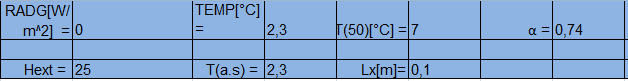 RADG[W/ TEMP[°C]
m^2] = 0 = 2,3 T(50)[°C] = 7 α = 0,74
Hext = 25 T(a.s) = 2,3 Lx[m]= 0,1